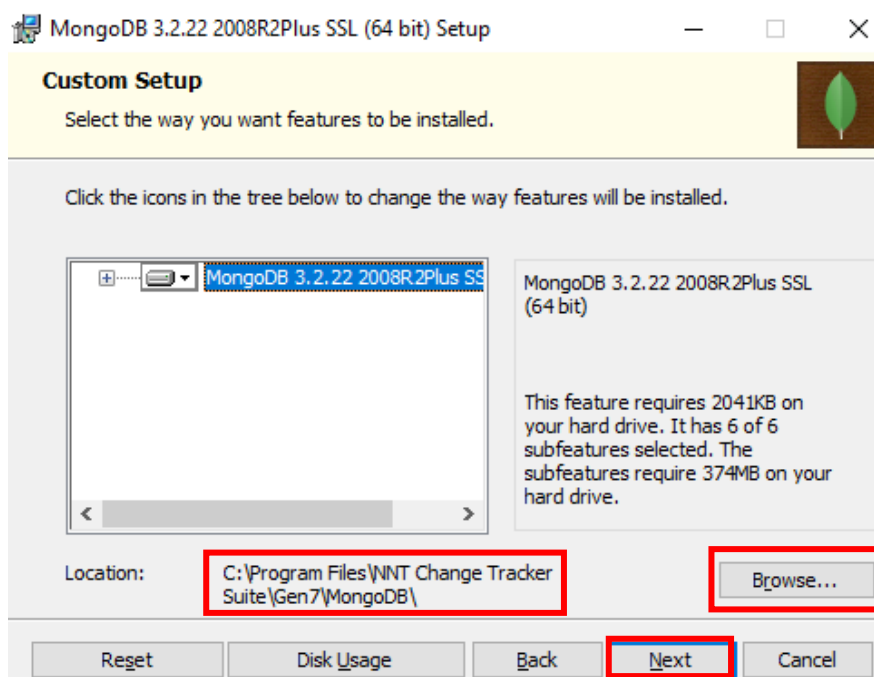 MongoDB 3.2.22 2008R2Plus SSL (64 bit) Setup
Custom Setup
Select the way you want features to be installed.
Click the icons in the tree below to change the way features will be installed.
MongoDB 3.2.22 2008R2Plus SS
MongoDB 3.2.22 2008R2Plus SSL
(64 bit)
This feature requires 2041KB on
your hard drive. It has 6 of 6
subfeatures selected. The
subfeatures require 374MB on your
hard drive.
Location:
C:\Program Files\NNT Change Tracker
Suite\Gen7\MongoDB\
Browse...
Reset
Disk Usage
Back
Next
Cancel